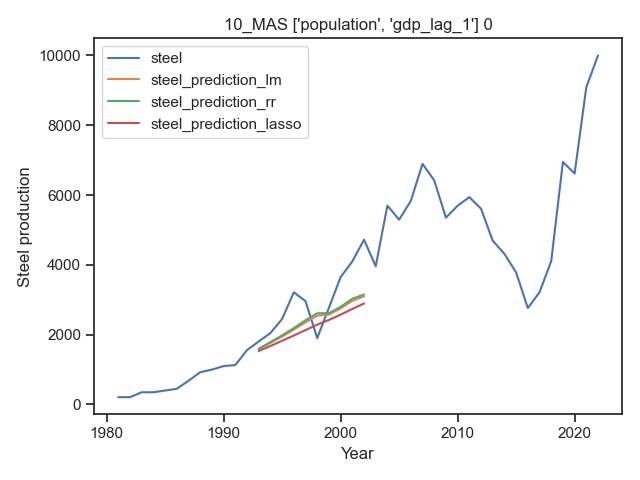 10_MAS ['population', 'gdp_lag_1'] 0
steel
steel_prediction_lm
steel_prediction_rr
steel_prediction_lasso
10000
8000
6000
4000
2000
0
Steel production
1980
1990
2000
2010
2020
Year